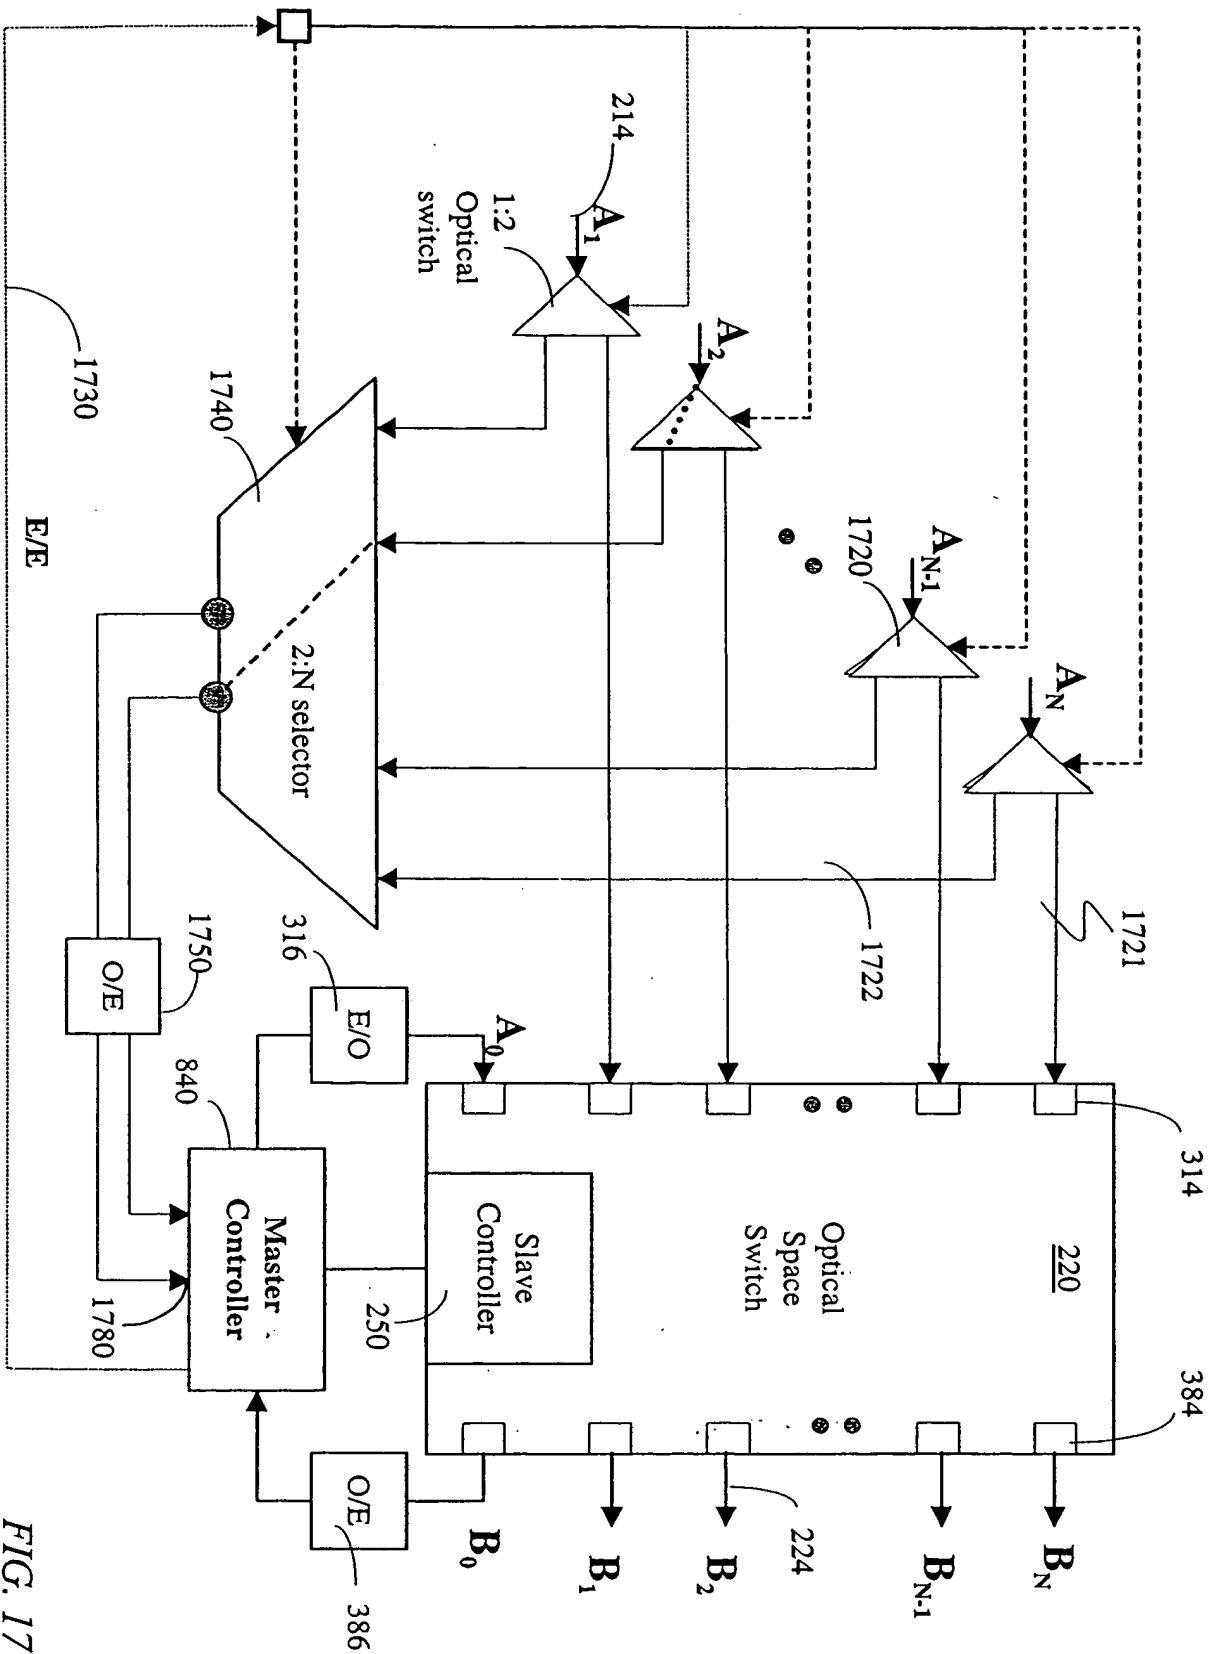 214
A1
1:2
Optical
switch
A2
AN-1
1720
AN
1721
1722
1740
2:N selector
1730
E/E
O/E
1750
316
E/O
A0
840
Master
Controller
1780
Slave
Controller
250
Optical
Space
Switch
220
314
384
224
BN
BN-1
B2
B1
B0
O/E
386
FIG. 17